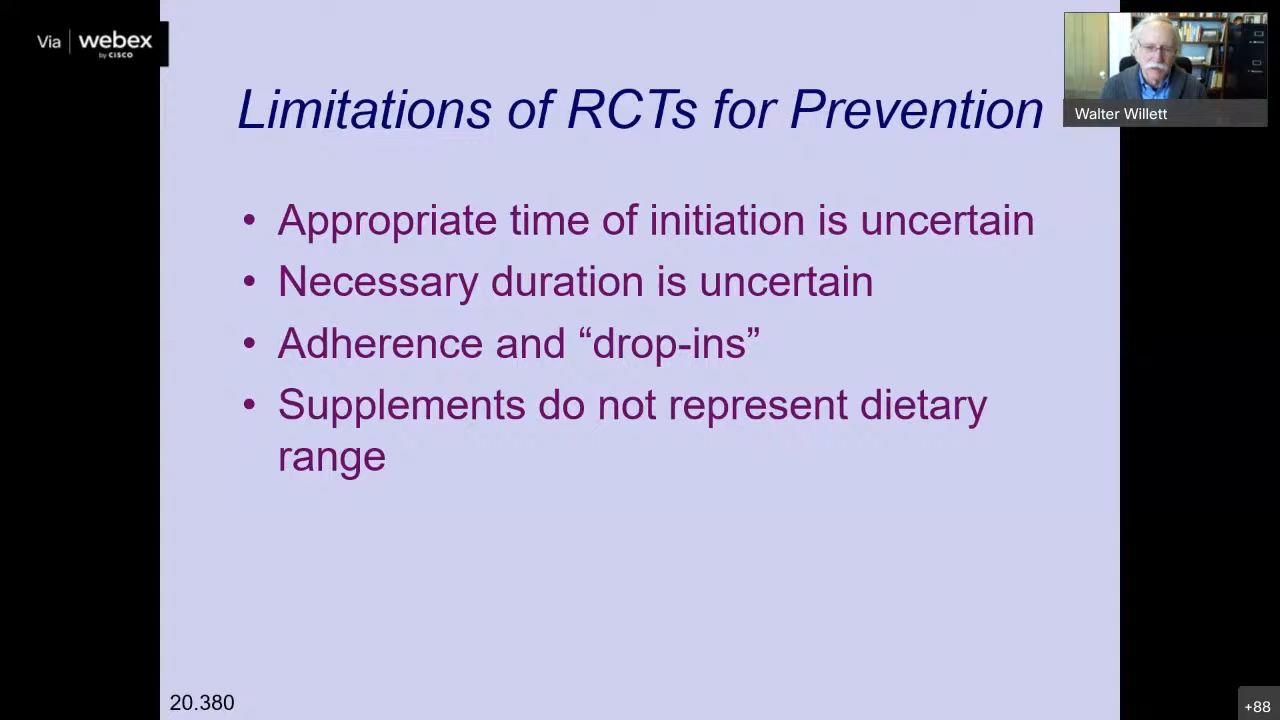 Via webex
by CISCO
Walter Willett
Limitations of RCTs for Prevention
• Appropriate time of initiation is uncertain
• Necessary duration is uncertain
• Adherence and “drop-ins”
• Supplements do not represent dietary
range
20.380
+88